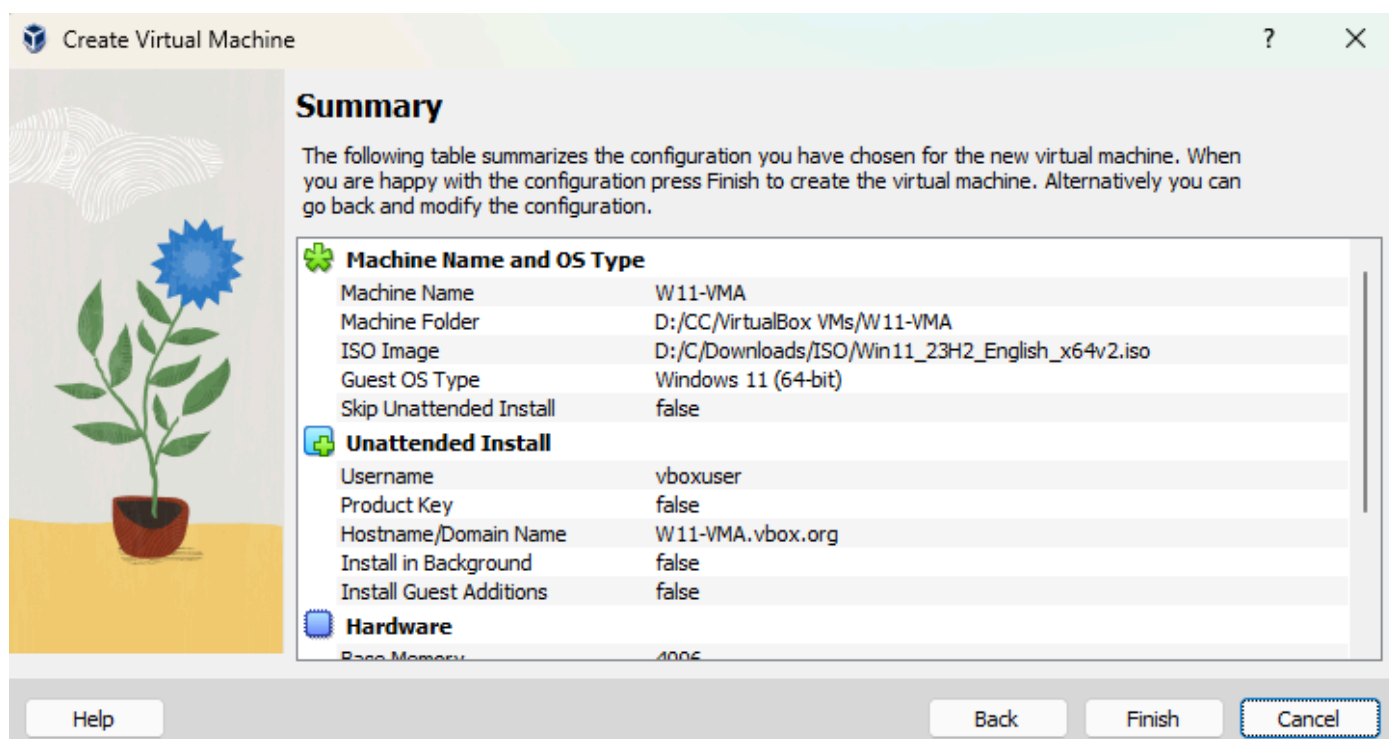 Create Virtual Machine
?
Summary
The following table summarizes the configuration you have chosen for the new virtual machine. When
you are happy with the configuration press Finish to create the virtual machine. Alternatively you can
go back and modify the configuration.
Machine Name and OS Type
Machine Name W11-VMA
Machine Folder D:/CC/VirtualBox VMs/W11-VMA
ISO Image D:/C/Downloads/ISO/Win11_23H2_English_x64v2.iso
Guest OS Type Windows 11 (64-bit)
Skip Unattended Install false
Unattended Install
Username vboxuser
Product Key false
Hostname/Domain Name W11-VMA.vbox.org
Install in Background false
Install Guest Additions false
Hardware
Base Memory 4096
Help Back Finish Cancel